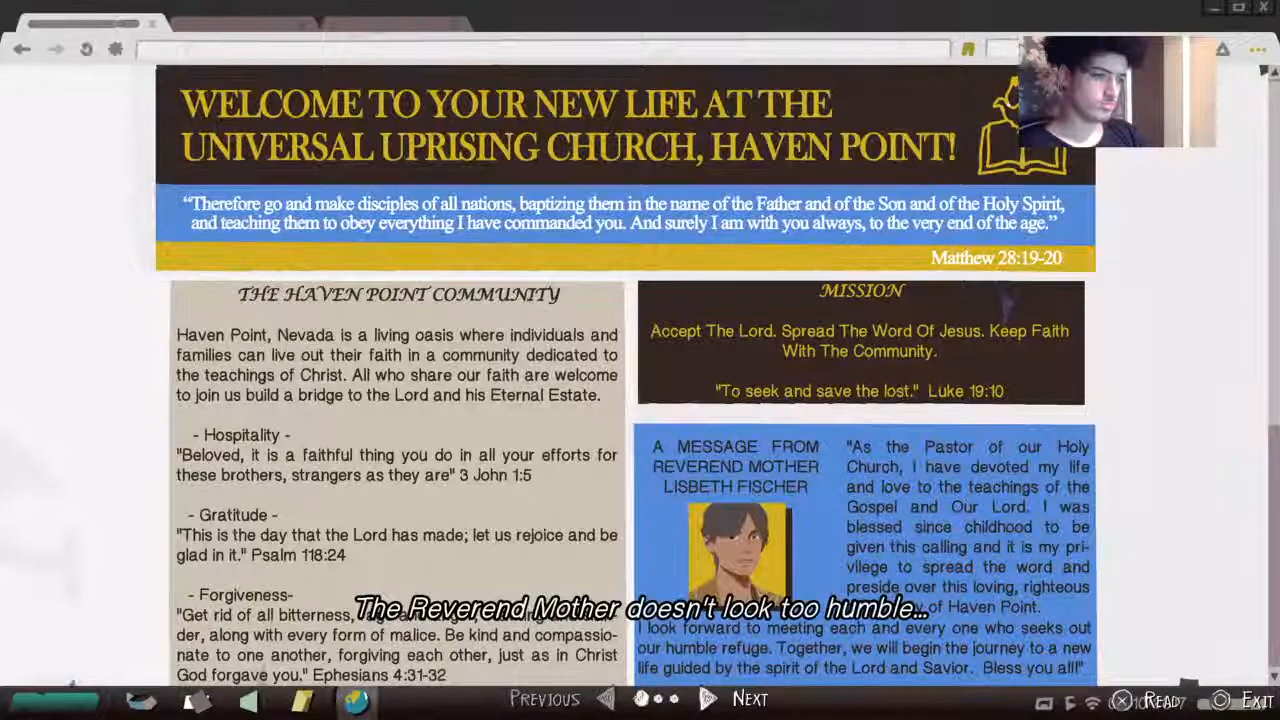 WELCOME TO YOUR NEW LIFE AT THE
UNIVERSAL UPRISING CHURCH, HAVEN POINT!
“Therefore go and make disciples of all nations, baptizing them in the name of the Father and of the Son and of the Holy Spirit,
and teaching them to obey everything I have commanded you. And surely I am with you always, to the very end of the age.”
Matthew 28:19-20
THE HAVEN POINT COMMUNITY
Haven Point, Nevada is a living oasis where individuals and
families can live out their faith in a community dedicated to
the teachings of Christ. All who share our faith are welcome
to join us build a bridge to the Lord and his Eternal Estate.
- Hospitality -
"Beloved, it is a faithful thing you do in all your efforts for
these brothers, strangers as they are" 3 John 1:5
- Gratitude -
"This is the day that the Lord has made; let us rejoice and be
glad in it." Psalm 118:24
- Forgiveness-
"Get rid of all bitterness,
der, along with every form of malice. Be kind and compassio-
nate to one another, forgiving each other, just as in Christ
God forgave you." Ephesians 4:31-32
MISSION
Accept The Lord. Spread The Word Of Jesus. Keep Faith
With The Community.
"To seek and save the lost." Luke 19:10
A MESSAGE FROM
REVEREND MOTHER
LISBETH FISCHER
"As the Pastor of our Holy
Church, I have devoted my life
and love to the teachings of the
Gospel and Our Lord. I was
blessed since childhood to be
given this calling and it is my pri-
vilege to spread the word and
preside over this loving, righteous
of Haven Point.
I look forward to meeting each and every one who seeks out
our humble refuge. Together, we will begin the journey to a new
life guided by the spirit of the Lord and Savior. Bless you all!"
The Reverend Mother doesn't look too humble...
PREVIOUS
NEXT
READ
EXIT